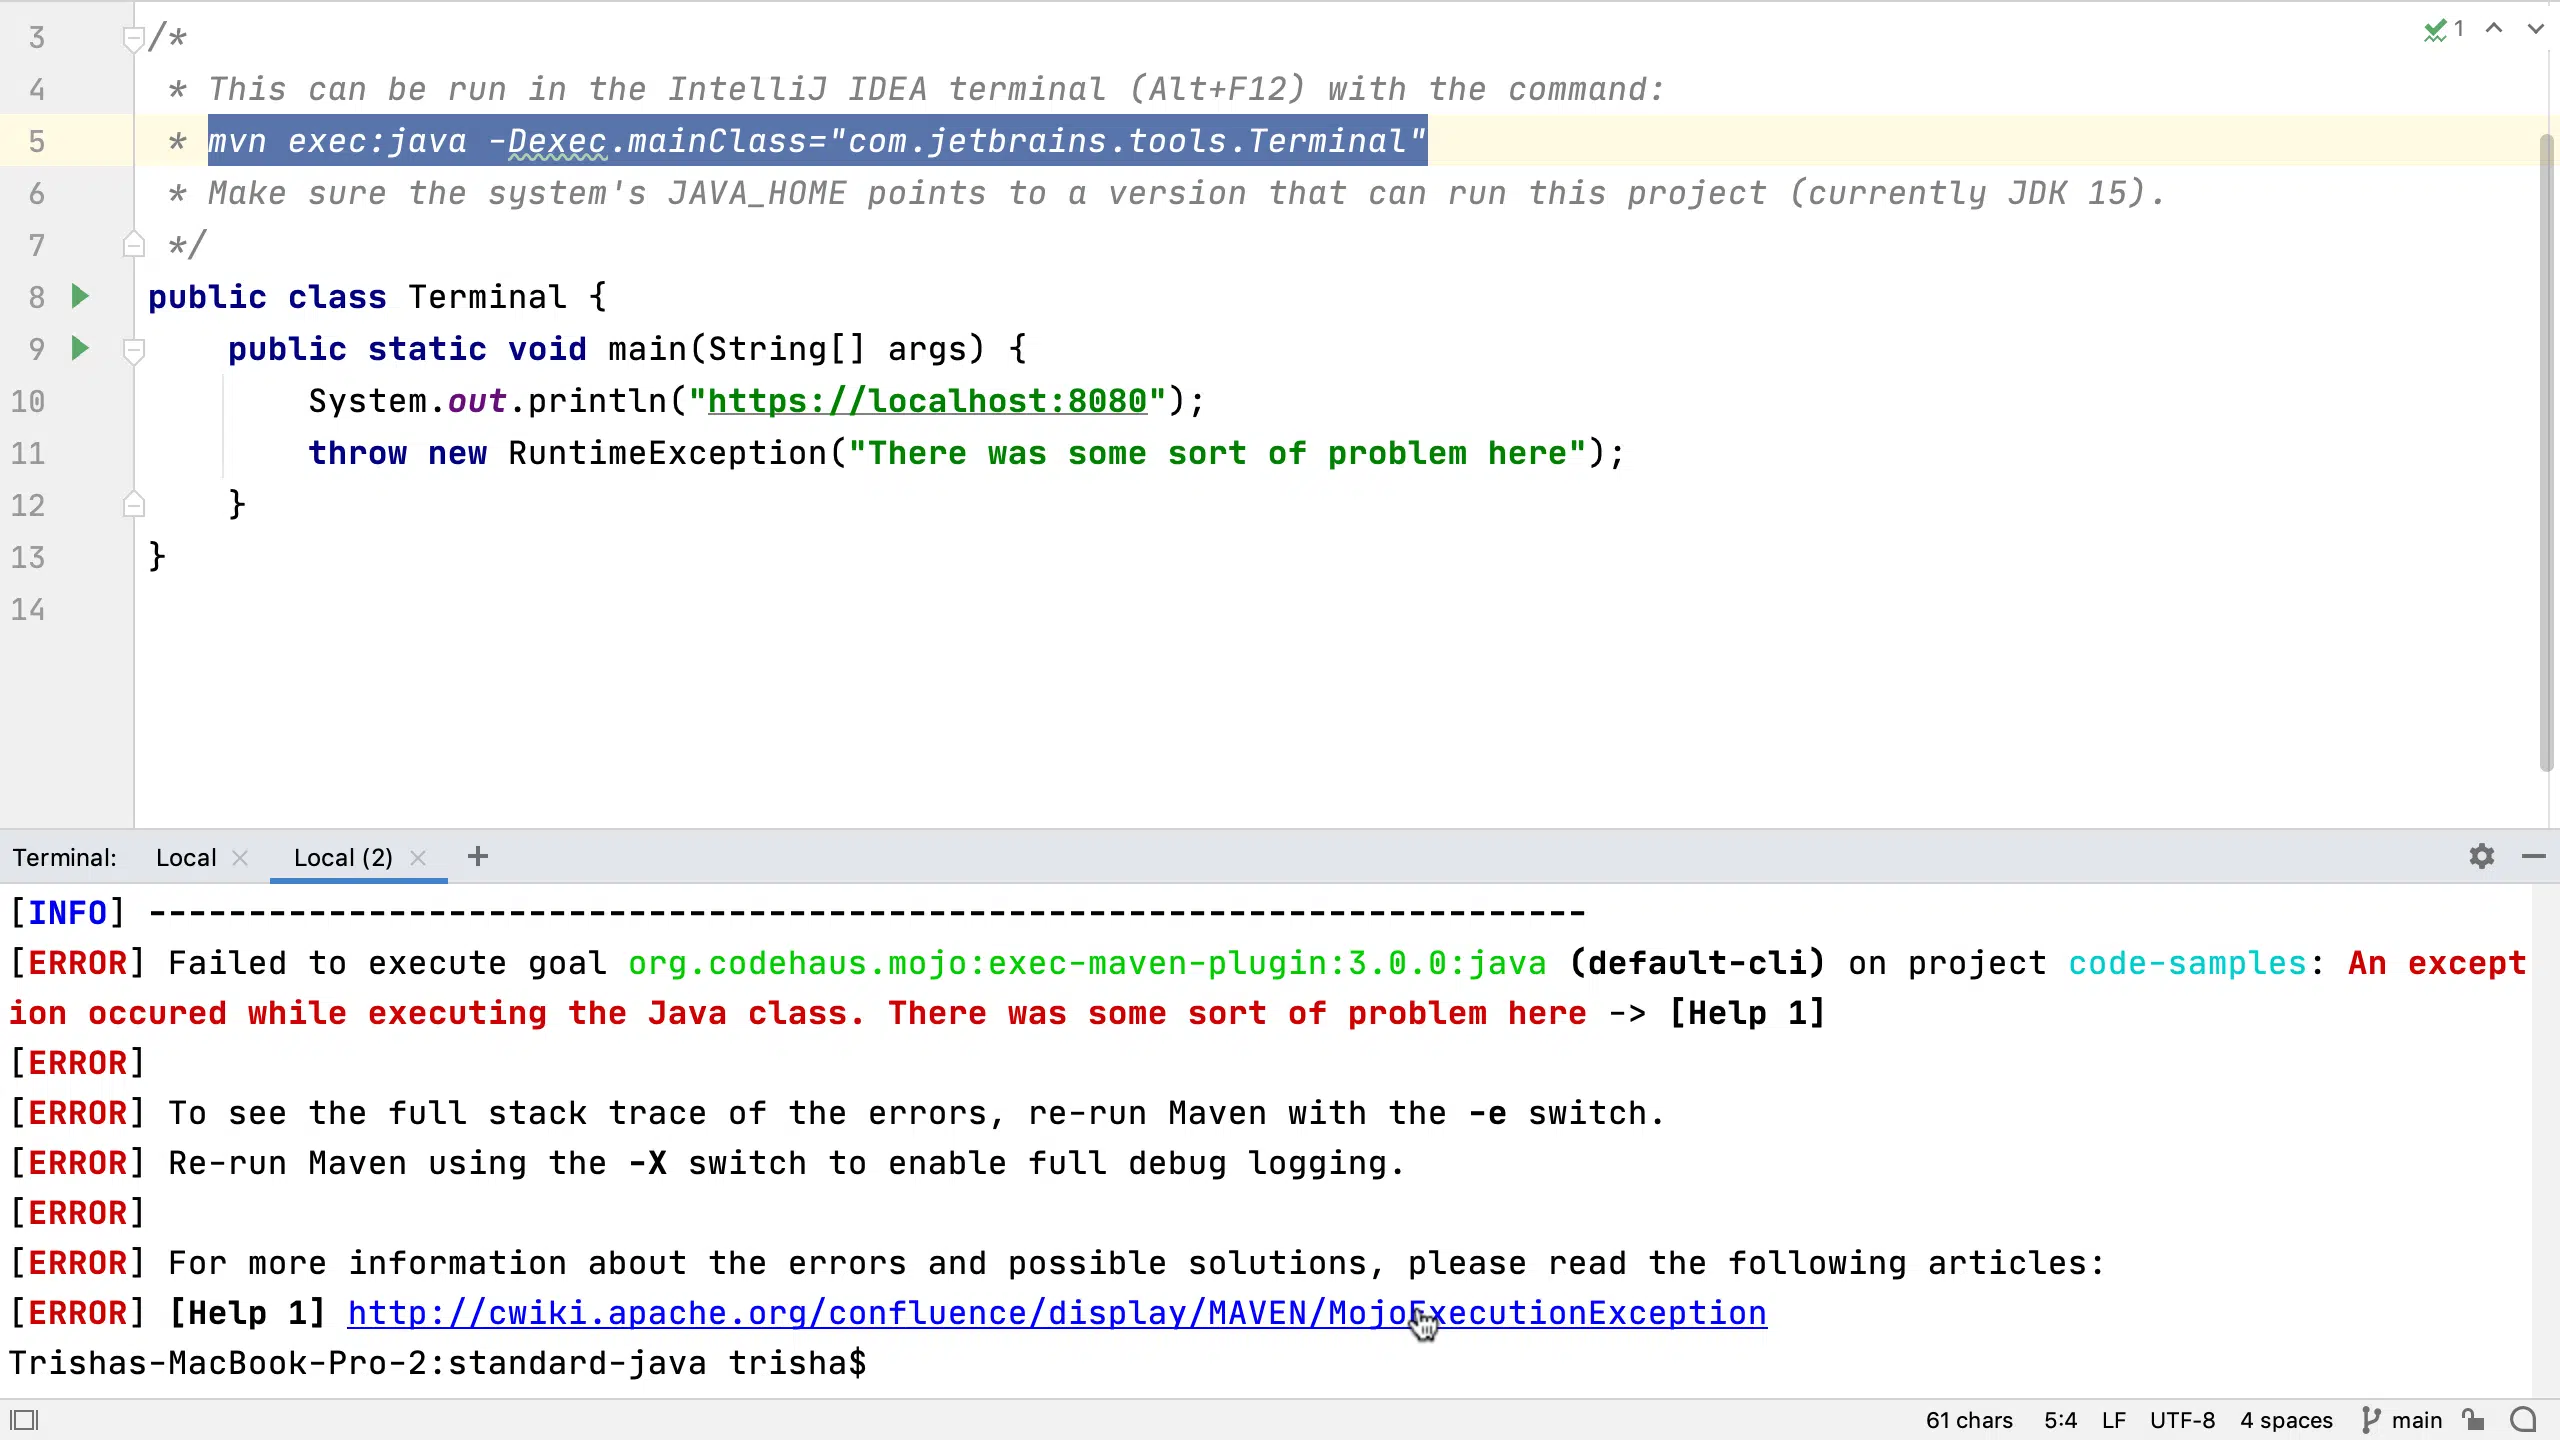 3 /*
4 * This can be run in the IntelliJ IDEA terminal (Alt+F12) with the command:
5 * mvn exec:java -Dexec.mainClass="com.jetbrains.tools.Terminal"
6 * Make sure the system's JAVA_HOME points to a version that can run this project (currently JDK 15).
7 */
8 public class Terminal {
9 public static void main(String[] args) {
10 System.out.println("https://localhost:8080");
11 throw new RuntimeException("There was some sort of problem here");
12 }
13 }
14
1
Terminal: Local Local (2)
[INFO] ------------------------------------------------------------------------
[ERROR] Failed to execute goal org.codehaus.mojo:exec-maven-plugin:3.0.0:java (default-cli) on project code-samples: An except
ion occured while executing the Java class. There was some sort of problem here -> [Help 1]
[ERROR]
[ERROR] To see the full stack trace of the errors, re-run Maven with the -e switch.
[ERROR] Re-run Maven using the -X switch to enable full debug logging.
[ERROR]
[ERROR] For more information about the errors and possible solutions, please read the following articles:
[ERROR] [Help 1] http://cwiki.apache.org/confluence/display/MAVEN/MojoExecutionException
Trishas-MacBook-Pro-2:standard-java trisha$
61 chars 5:4 LF UTF-8 4 spaces main